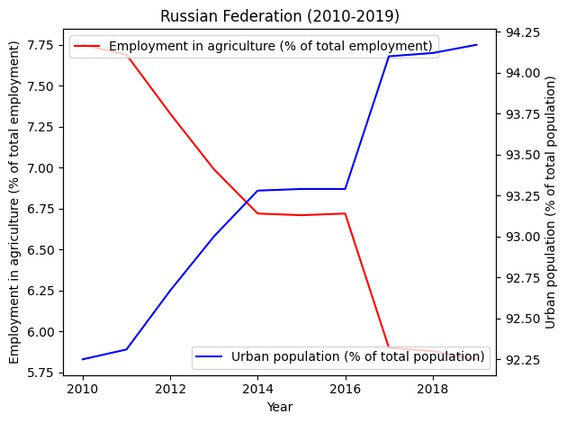 Russian Federation (2010-2019)
Employment in agriculture (% of total employment)
7.75
7.50
7.25
7.00
6.75
6.50
6.25
6.00
5.75
Employment in agriculture (% of total employment)
Urban population (% of total population)
94.25
94.00
93.75
93.50
93.25
93.00
92.75
92.50
92.25
Urban population (% of total population)
2010 2012 2014 2016 2018
Year